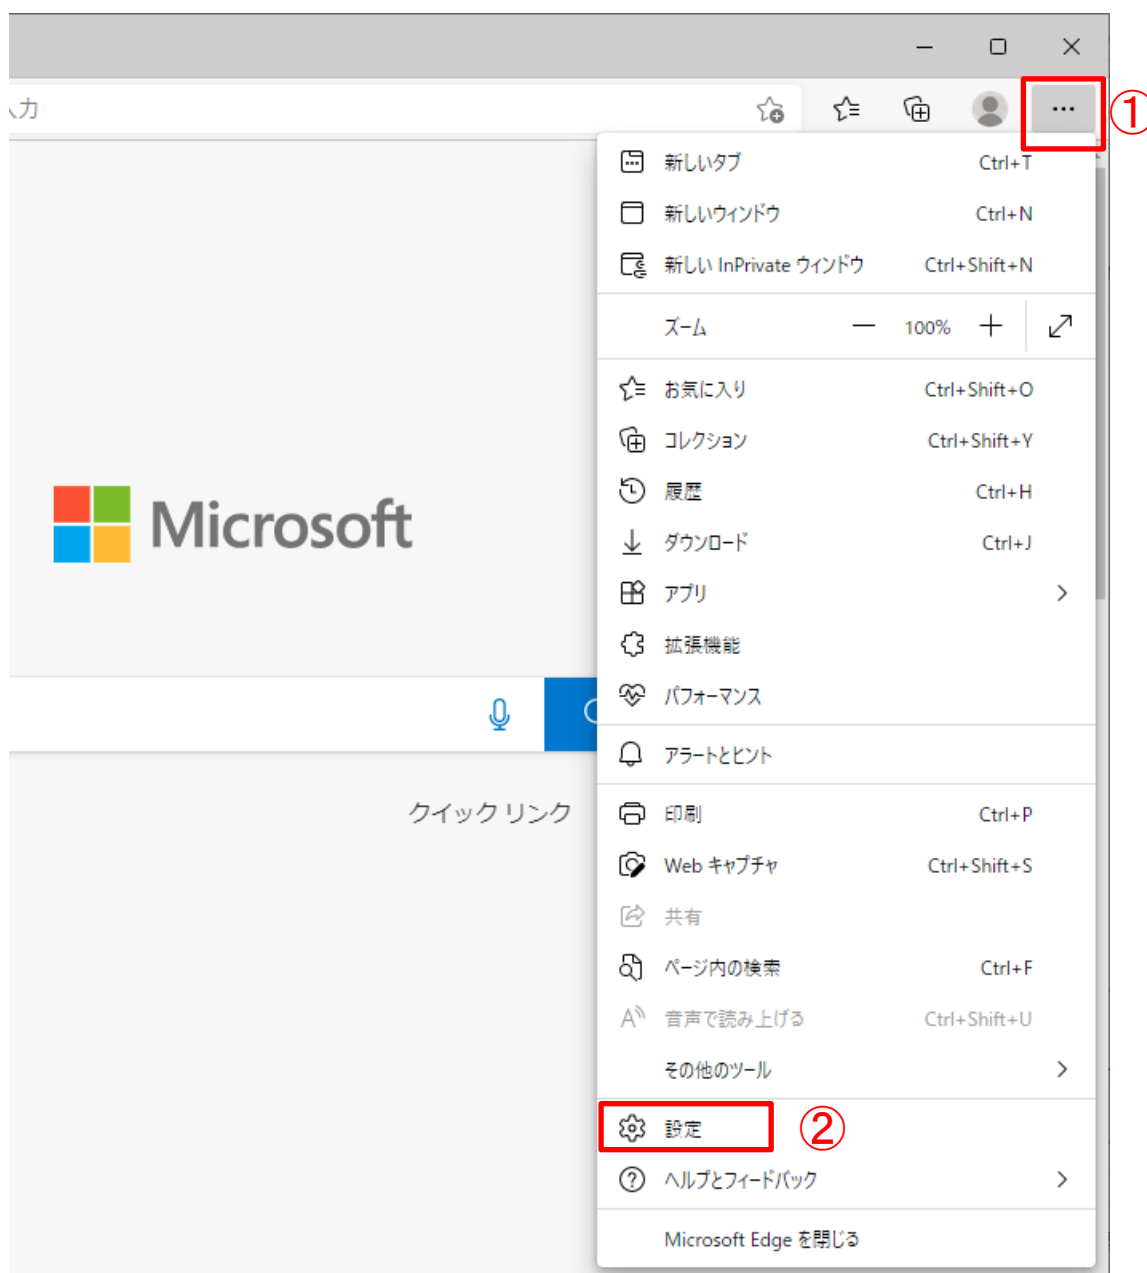 入力
①
新しいタブ Ctrl+T
新しいウィンドウ Ctrl+N
新しい InPrivate ウィンドウ Ctrl+Shift+N
ズーム 100%
お気に入り Ctrl+Shift+O
コレクション Ctrl+Shift+Y
履歴 Ctrl+H
ダウンロード Ctrl+J
アプリ
拡張機能
パフォーマンス
アラートとヒント
印刷 Ctrl+P
Web キャプチャ Ctrl+Shift+S
共有
ページ内の検索 Ctrl+F
音声で読み上げる Ctrl+Shift+U
その他のツール
設定 ②
ヘルプとフィードバック
Microsoft Edge を閉じる
Microsoft
クイック リンク